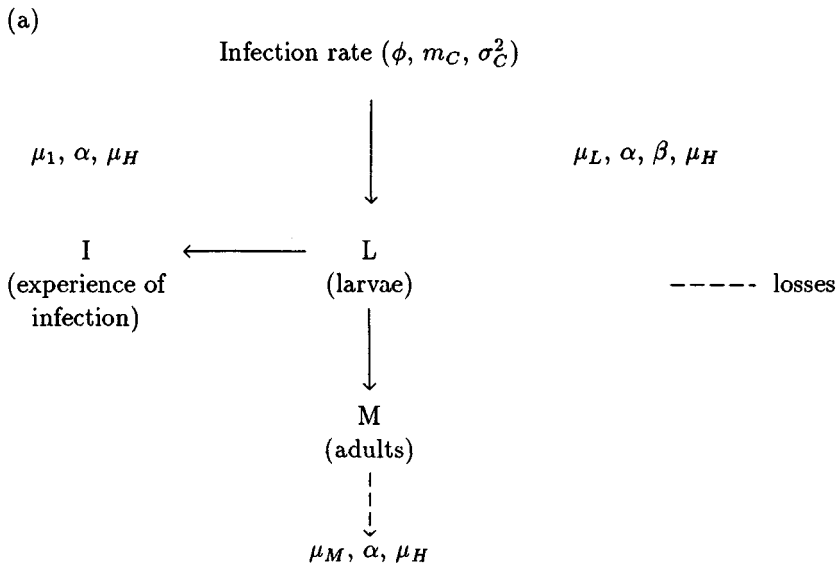 (a)
Infection rate (ϕ, m_C, σ_C^2)
μ_1, α, μ_H
μ_L, α, β, μ_H
I
(experience of
infection)
L
(larvae)
losses
M
(adults)
μ_M, α, μ_H